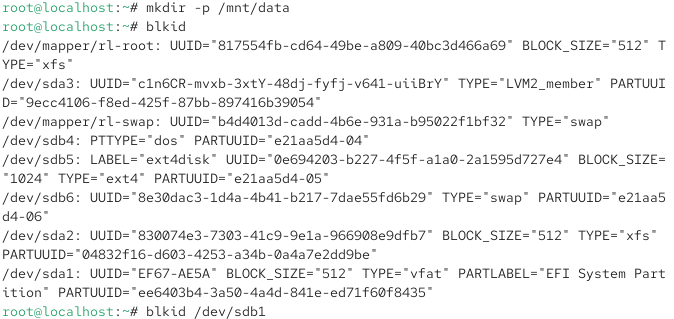 root@localhost:~# mkdir -p /mnt/data
root@localhost:~# blkid
/dev/mapper/rl-root: UUID="817554fb-cd64-49be-a809-40bc3d466a69" BLOCK_SIZE="512" T
YPE="xfs"
/dev/sda3: UUID="c1n6CR-mvxb-3xtY-48dj-fyfj-v641-uiiBrY" TYPE="LVM2_member" PARTUUI
D="9ecc4106-f8ed-425f-87bb-897416b39054"
/dev/mapper/rl-swap: UUID="b4d4013d-cadd-4b6e-931a-b95022f1bf32" TYPE="swap"
/dev/sdb4: PTTYPE="dos" PARTUUID="e21aa5d4-04"
/dev/sdb5: LABEL="ext4disk" UUID="0e694203-b227-4f5f-a1a0-2a1595d727e4" BLOCK_SIZE=
"1024" TYPE="ext4" PARTUUID="e21aa5d4-05"
/dev/sdb6: UUID="8e30dac3-1d4a-4b41-b217-7dae55fd6b29" TYPE="swap" PARTUUID="e21aa5
d4-06"
/dev/sda2: UUID="830074e3-7303-41c9-9e1a-966908e9dfb7" BLOCK_SIZE="512" TYPE="xfs" 
PARTUUID="04832f16-d603-4253-a34b-0a4a7e2dd9be"
/dev/sda1: UUID="EF67-AE5A" BLOCK_SIZE="512" TYPE="vfat" PARTLABEL="EFI System Part
ition" PARTUUID="ee6403b4-3a50-4a4d-841e-ed71f60f8435"
root@localhost:~# blkid /dev/sdb1